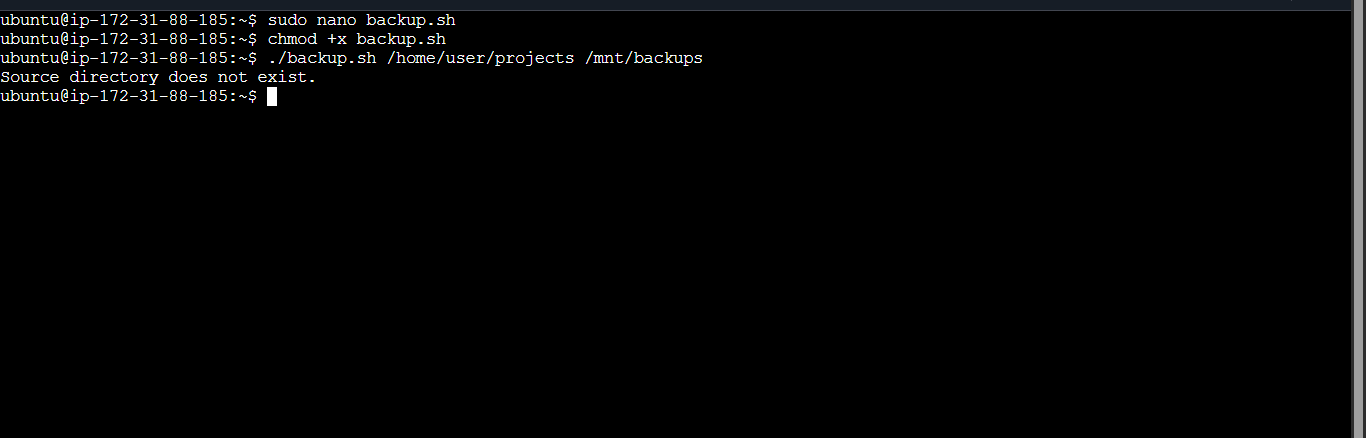 ubuntu@ip-172-31-88-185:~$ sudo nano backup.sh
ubuntu@ip-172-31-88-185:~$ chmod +x backup.sh
ubuntu@ip-172-31-88-185:~$ ./backup.sh /home/user/projects /mnt/backups
Source directory does not exist.
ubuntu@ip-172-31-88-185:~$